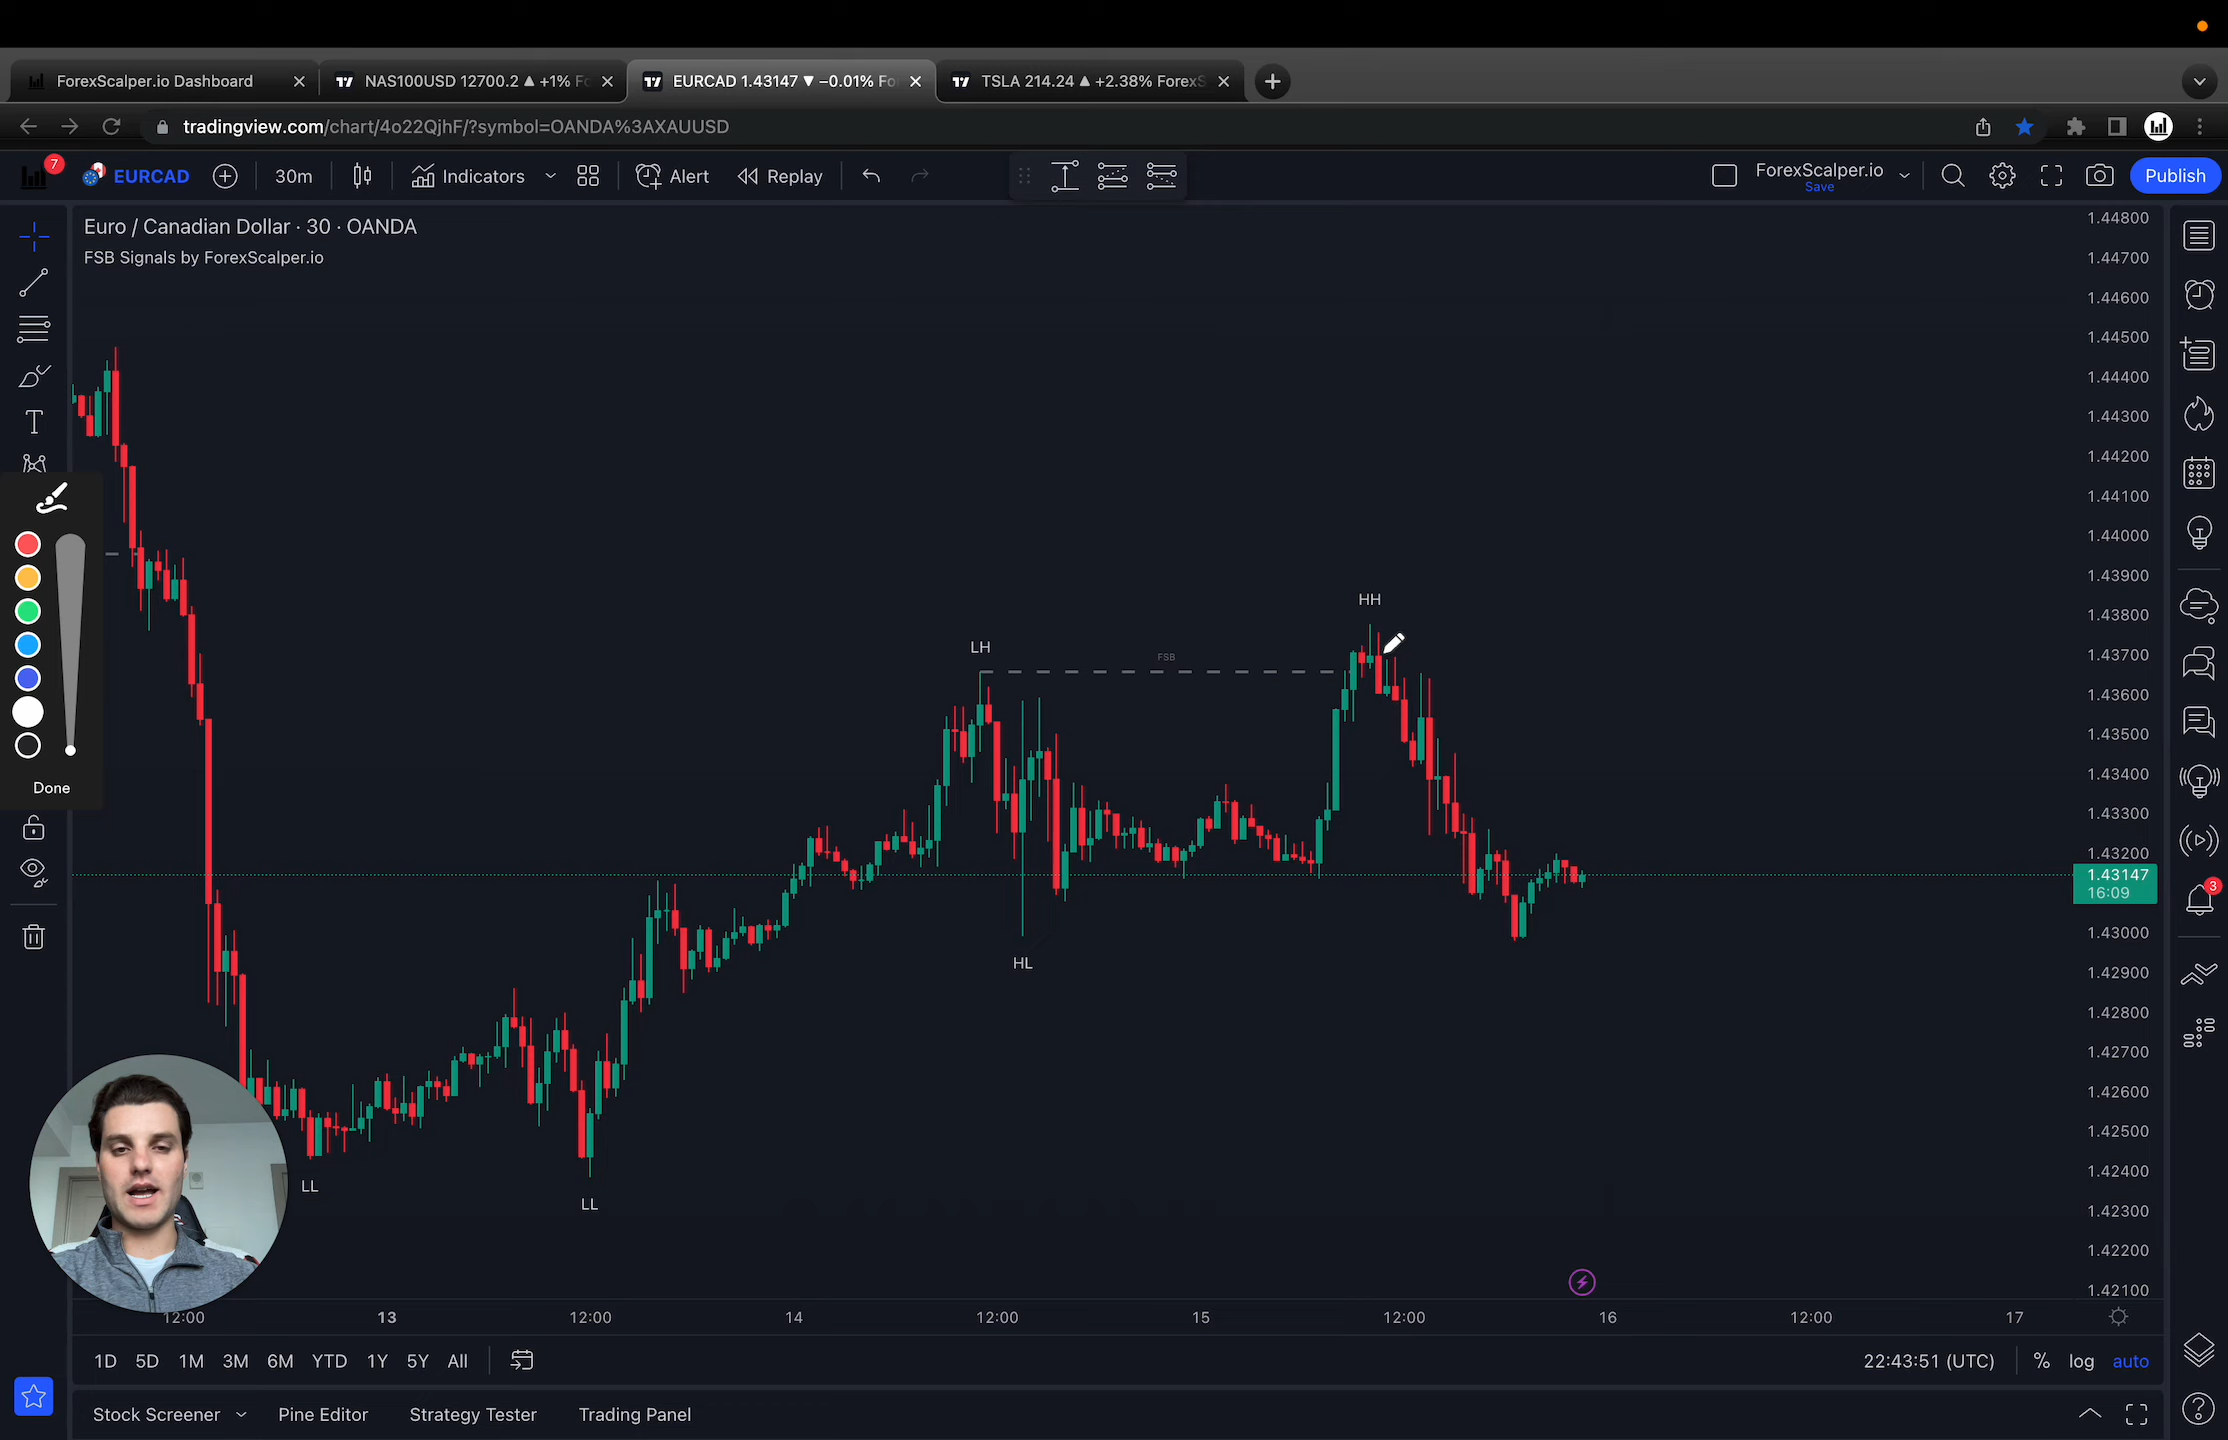 ForexScalper.io Dashboard
NAS100USD 12700.2 ▲ +1% Fo
EURCAD 1.43147 ▼ −0.01% Fo
TSLA 214.24 ▲ +2.38% ForexS
tradingview.com/chart/4o22QjhF/?symbol=OANDA%3AXAUUSD
7
EURCAD
30m
Indicators
Alert
Replay
ForexScalper.io
Save
Publish
Euro / Canadian Dollar · 30 · OANDA
FSB Signals by ForexScalper.io
1.44800
1.44700
1.44600
1.44500
1.44400
1.44300
1.44200
1.44100
1.44000
1.43900
1.43800
1.43700
1.43600
1.43500
1.43400
1.43300
1.43200
1.43147
16:09
1.43000
1.42900
1.42800
1.42700
1.42600
1.42500
1.42400
1.42300
1.42200
1.42100
3
HH
LH
FSB
HL
LL
LL
Done
12:00
13
12:00
14
12:00
15
12:00
16
12:00
17
1D 5D 1M 3M 6M YTD 1Y 5Y All
22:43:51 (UTC)
%
log
auto
Stock Screener
Pine Editor
Strategy Tester
Trading Panel